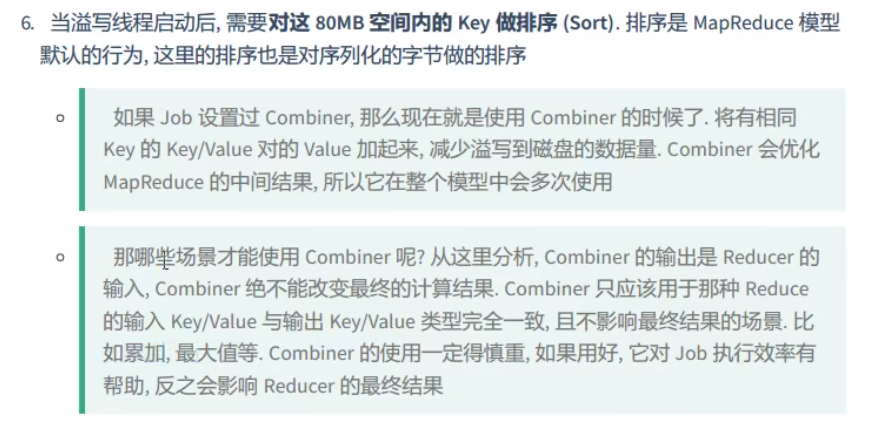 6. 当溢写线程启动后, 需要对这 80MB 空间内的 Key 做排序 (Sort). 排序是 MapReduce 模型
默认的行为, 这里的排序也是对序列化的字节做的排序
如果 Job 设置过 Combiner, 那么现在就是使用 Combiner 的时候了. 将有相同
Key 的 Key/Value 对的 Value 加起来, 减少溢写到磁盘的数据量. Combiner 会优化
MapReduce 的中间结果, 所以它在整个模型中会多次使用
那哪些场景才能使用 Combiner 呢? 从这里分析, Combiner 的输出是 Reducer 的
输入, Combiner 绝不能改变最终的计算结果. Combiner 只应该用于那种 Reduce
的输入 Key/Value 与输出 Key/Value 类型完全一致, 且不影响最终结果的场景. 比
如累加, 最大值等. Combiner 的使用一定得慎重, 如果用好, 它对 Job 执行效率有
帮助, 反之会影响 Reducer 的最终结果